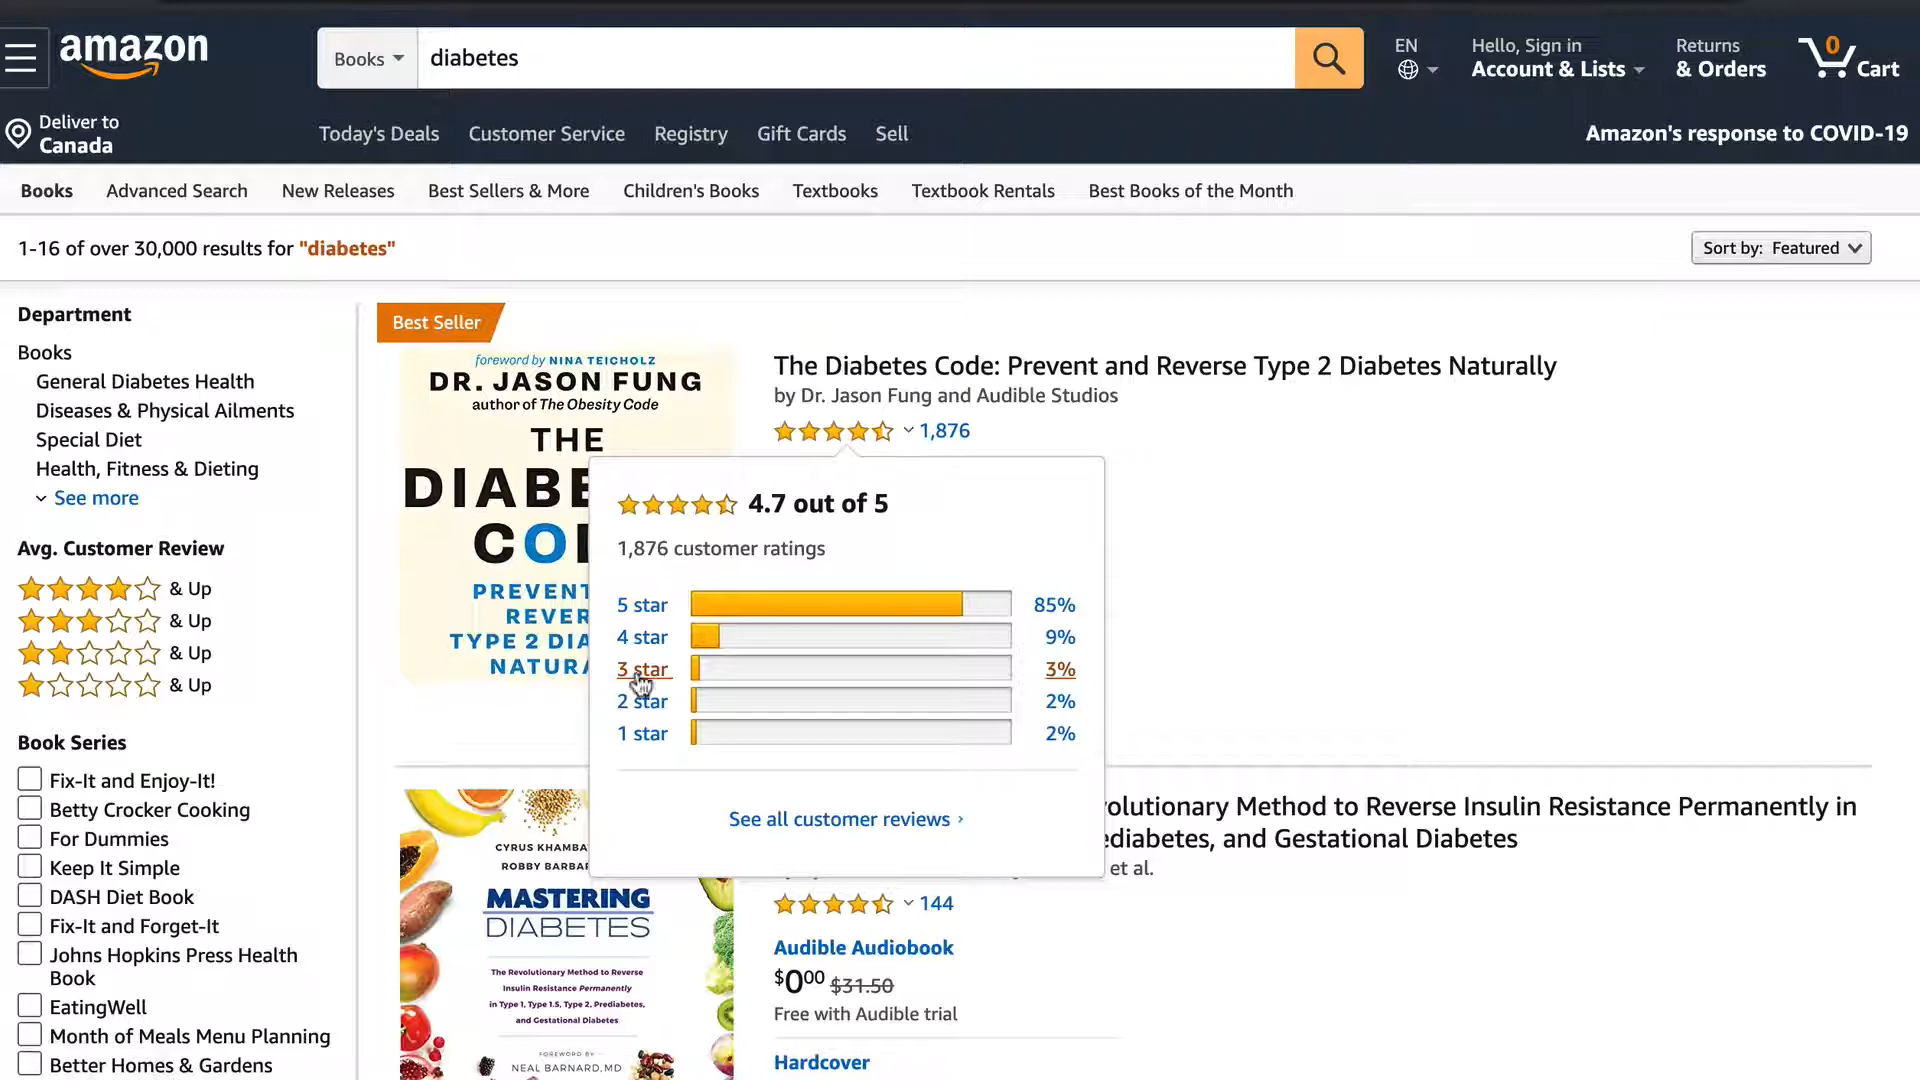 amazon
Books
diabetes
EN
Hello, Sign in
Account & Lists
Returns
& Orders
0
Cart
Deliver to
Canada
Today's Deals
Customer Service
Registry
Gift Cards
Sell
Amazon's response to COVID-19
Books
Advanced Search
New Releases
Best Sellers & More
Children's Books
Textbooks
Textbook Rentals
Best Books of the Month
1-16 of over 30,000 results for "diabetes"
Sort by: Featured
Department
Books
General Diabetes Health
Diseases & Physical Ailments
Special Diet
Health, Fitness & Dieting
See more
Avg. Customer Review
& Up
& Up
& Up
& Up
Book Series
Fix-It and Enjoy-It!
Betty Crocker Cooking
For Dummies
Keep It Simple
DASH Diet Book
Fix-It and Forget-It
Johns Hopkins Press Health
Book
EatingWell
Month of Meals Menu Planning
Better Homes & Gardens
Best Seller
foreword by NINA TEICHOLZ
DR. JASON FUNG
author of The Obesity Code
THE
DIABE
CO
PREVENT
REVER
TYPE 2 DIA
NATURA
The Diabetes Code: Prevent and Reverse Type 2 Diabetes Naturally
by Dr. Jason Fung and Audible Studios
1,876
4.7 out of 5
1,876 customer ratings
5 star 85%
4 star 9%
3 star 3%
2 star 2%
1 star 2%
See all customer reviews ›
CYRUS KHAMBA
ROBBY BARBA
MASTERING
DIABETES
The Revolutionary Method to Reverse
Insulin Resistance Permanently
in Type 1, Type 1.5, Type 2, Prediabetes,
and Gestational Diabetes
FOREWORD BY
NEAL BARNARD, MD
volutionary Method to Reverse Insulin Resistance Permanently in
ediabetes, and Gestational Diabetes
et al.
144
Audible Audiobook
$0.00 $31.50
Free with Audible trial
Hardcover